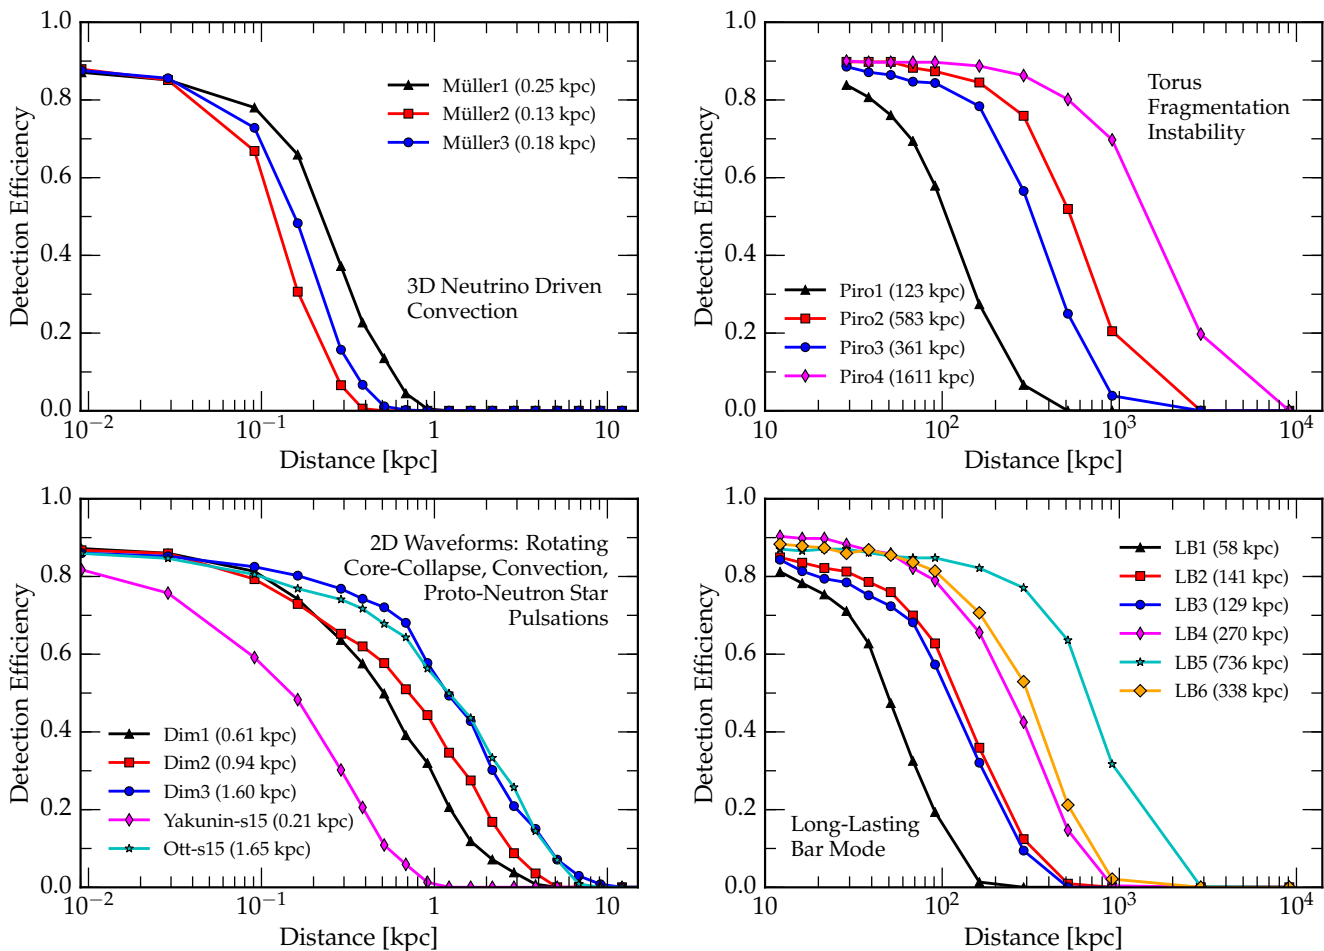 1.0
0.8
0.6
0.4
0.2
0.0
Detection Efficiency
Müller1 (0.25 kpc)
Müller2 (0.13 kpc)
Müller3 (0.18 kpc)
3D Neutrino Driven
Convection
10⁻² 10⁻¹ 1 10
Distance [kpc]
1.0
0.8
0.6
0.4
0.2
0.0
Detection Efficiency
Torus
Fragmentation
Instability
Piro1 (123 kpc)
Piro2 (583 kpc)
Piro3 (361 kpc)
Piro4 (1611 kpc)
10 10² 10³ 10⁴
Distance [kpc]
1.0
0.8
0.6
0.4
0.2
0.0
Detection Efficiency
2D Waveforms: Rotating
Core-Collapse, Convection,
Proto-Neutron Star
Pulsations
Dim1 (0.61 kpc)
Dim2 (0.94 kpc)
Dim3 (1.60 kpc)
Yakunin-s15 (0.21 kpc)
Ott-s15 (1.65 kpc)
10⁻² 10⁻¹ 1 10
Distance [kpc]
1.0
0.8
0.6
0.4
0.2
0.0
Detection Efficiency
LB1 (58 kpc)
LB2 (141 kpc)
LB3 (129 kpc)
LB4 (270 kpc)
LB5 (736 kpc)
LB6 (338 kpc)
Long-Lasting
Bar Mode
10 10² 10³ 10⁴
Distance [kpc]